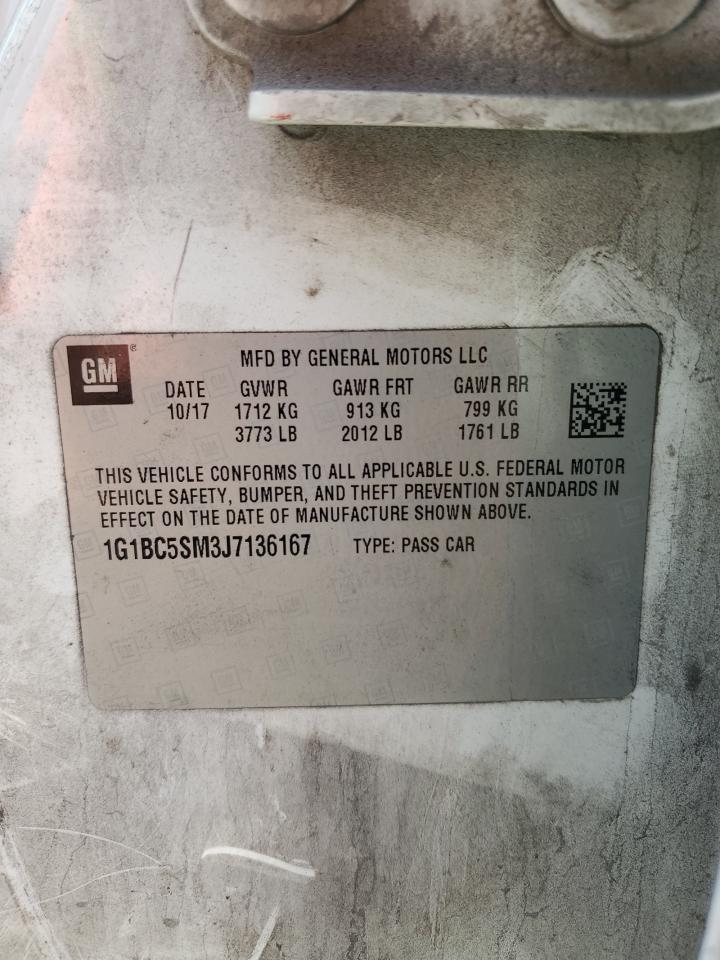 GM ®
MFD BY GENERAL MOTORS LLC
DATE GVWR GAWR FRT GAWR RR
10/17 1712 KG 913 KG 799 KG
3773 LB 2012 LB 1761 LB
THIS VEHICLE CONFORMS TO ALL APPLICABLE U.S. FEDERAL MOTOR
VEHICLE SAFETY, BUMPER, AND THEFT PREVENTION STANDARDS IN
EFFECT ON THE DATE OF MANUFACTURE SHOWN ABOVE.
1G1BC5SM3J7136167 TYPE: PASS CAR